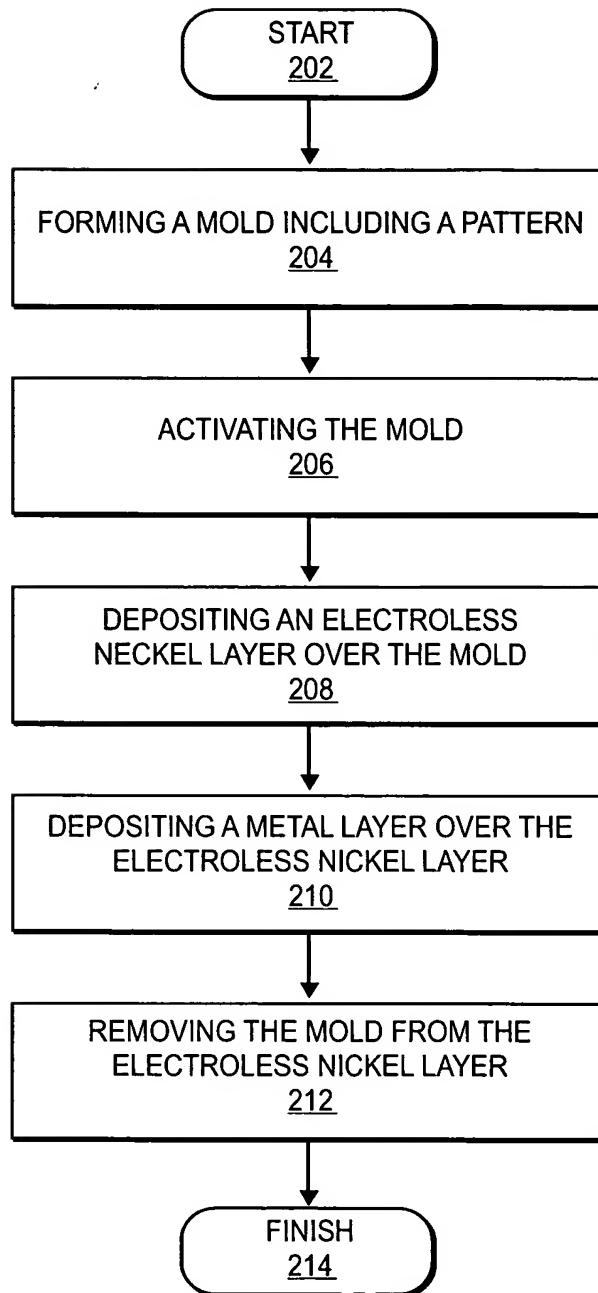 START
202
FORMING A MOLD INCLUDING A PATTERN
204
ACTIVATING THE MOLD
206
DEPOSITING AN ELECTROLESS
NECKEL LAYER OVER THE MOLD
208
DEPOSITING A METAL LAYER OVER THE
ELECTROLESS NICKEL LAYER
210
REMOVING THE MOLD FROM THE
ELECTROLESS NICKEL LAYER
212
FINISH
214